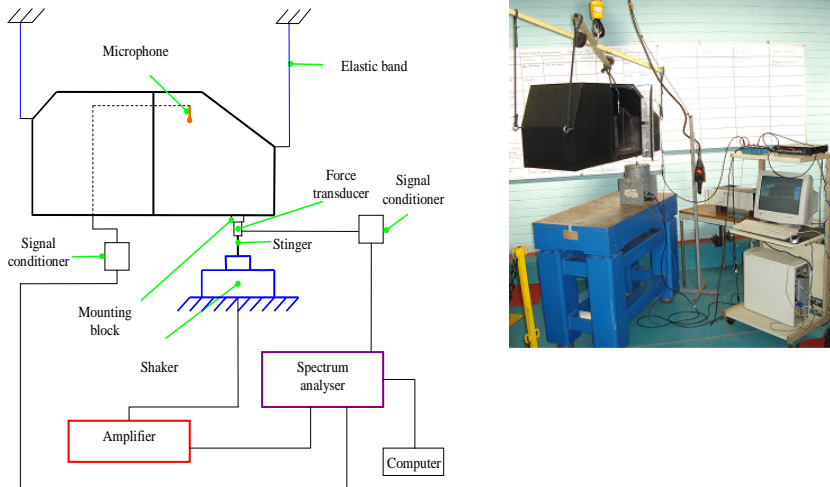 Microphone
Elastic band
Force
transducer
Signal
conditioner
Signal
conditioner
Stinger
Mounting
block
Shaker
Spectrum
analyser
Amplifier
Computer